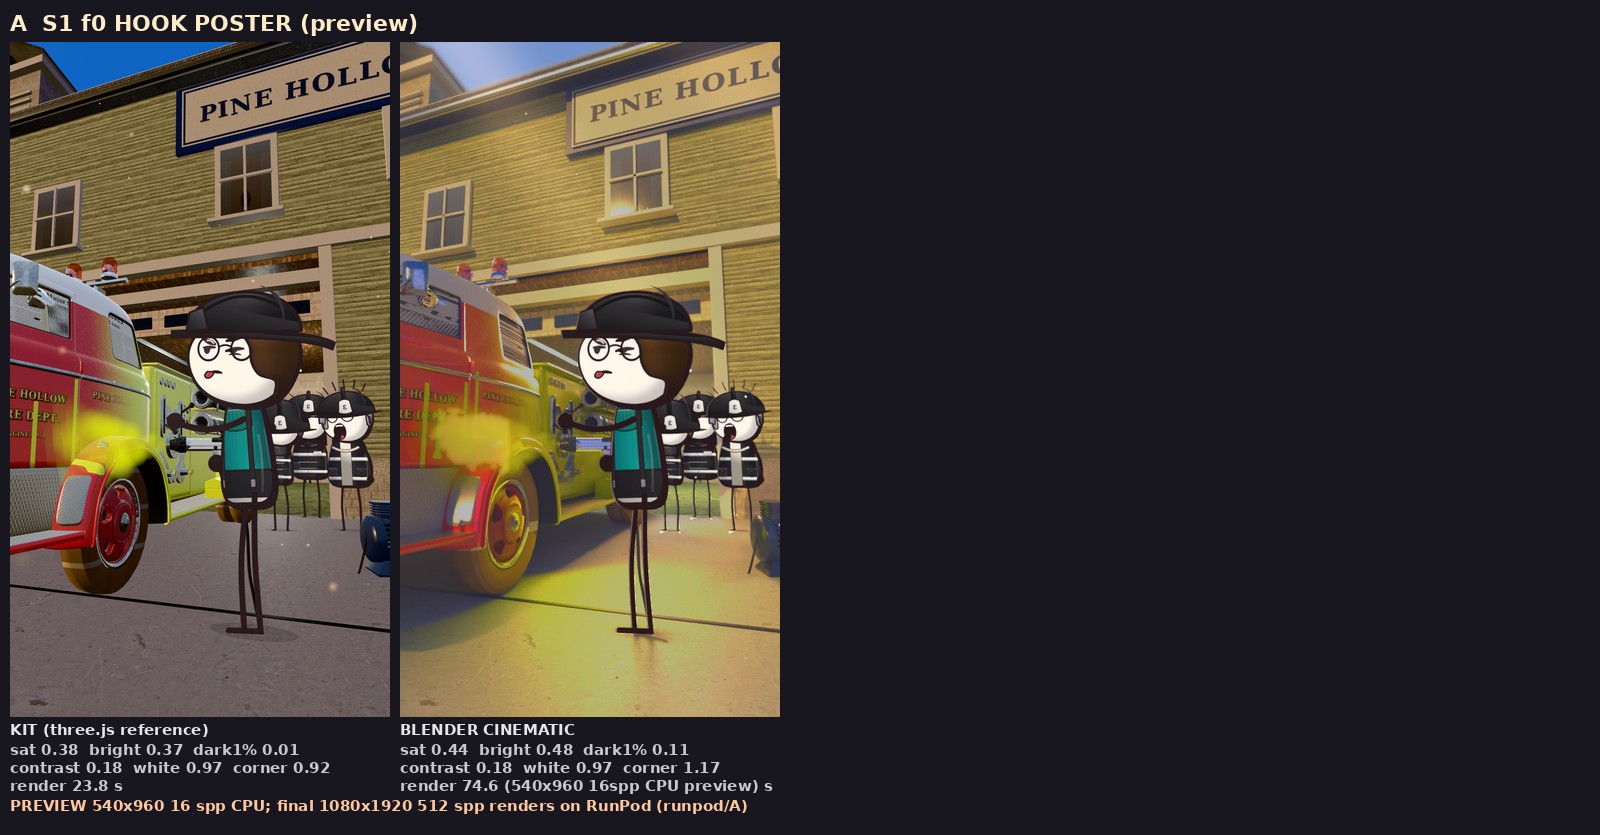 A S1 f0 HOOK POSTER (preview)
PINE HOLLO
PINE HOLLO
E HOLLOW
RE DEPT.
E HOLLOW
RE DEPT.
KIT (three.js reference)
sat 0.38 bright 0.37 dark1% 0.01
contrast 0.18 white 0.97 corner 0.92
render 23.8 s
BLENDER CINEMATIC
sat 0.44 bright 0.48 dark1% 0.11
contrast 0.18 white 0.97 corner 1.17
render 74.6 (540x960 16spp CPU preview) s
PREVIEW 540x960 16 spp CPU; final 1080x1920 512 spp renders on RunPod (runpod/A)